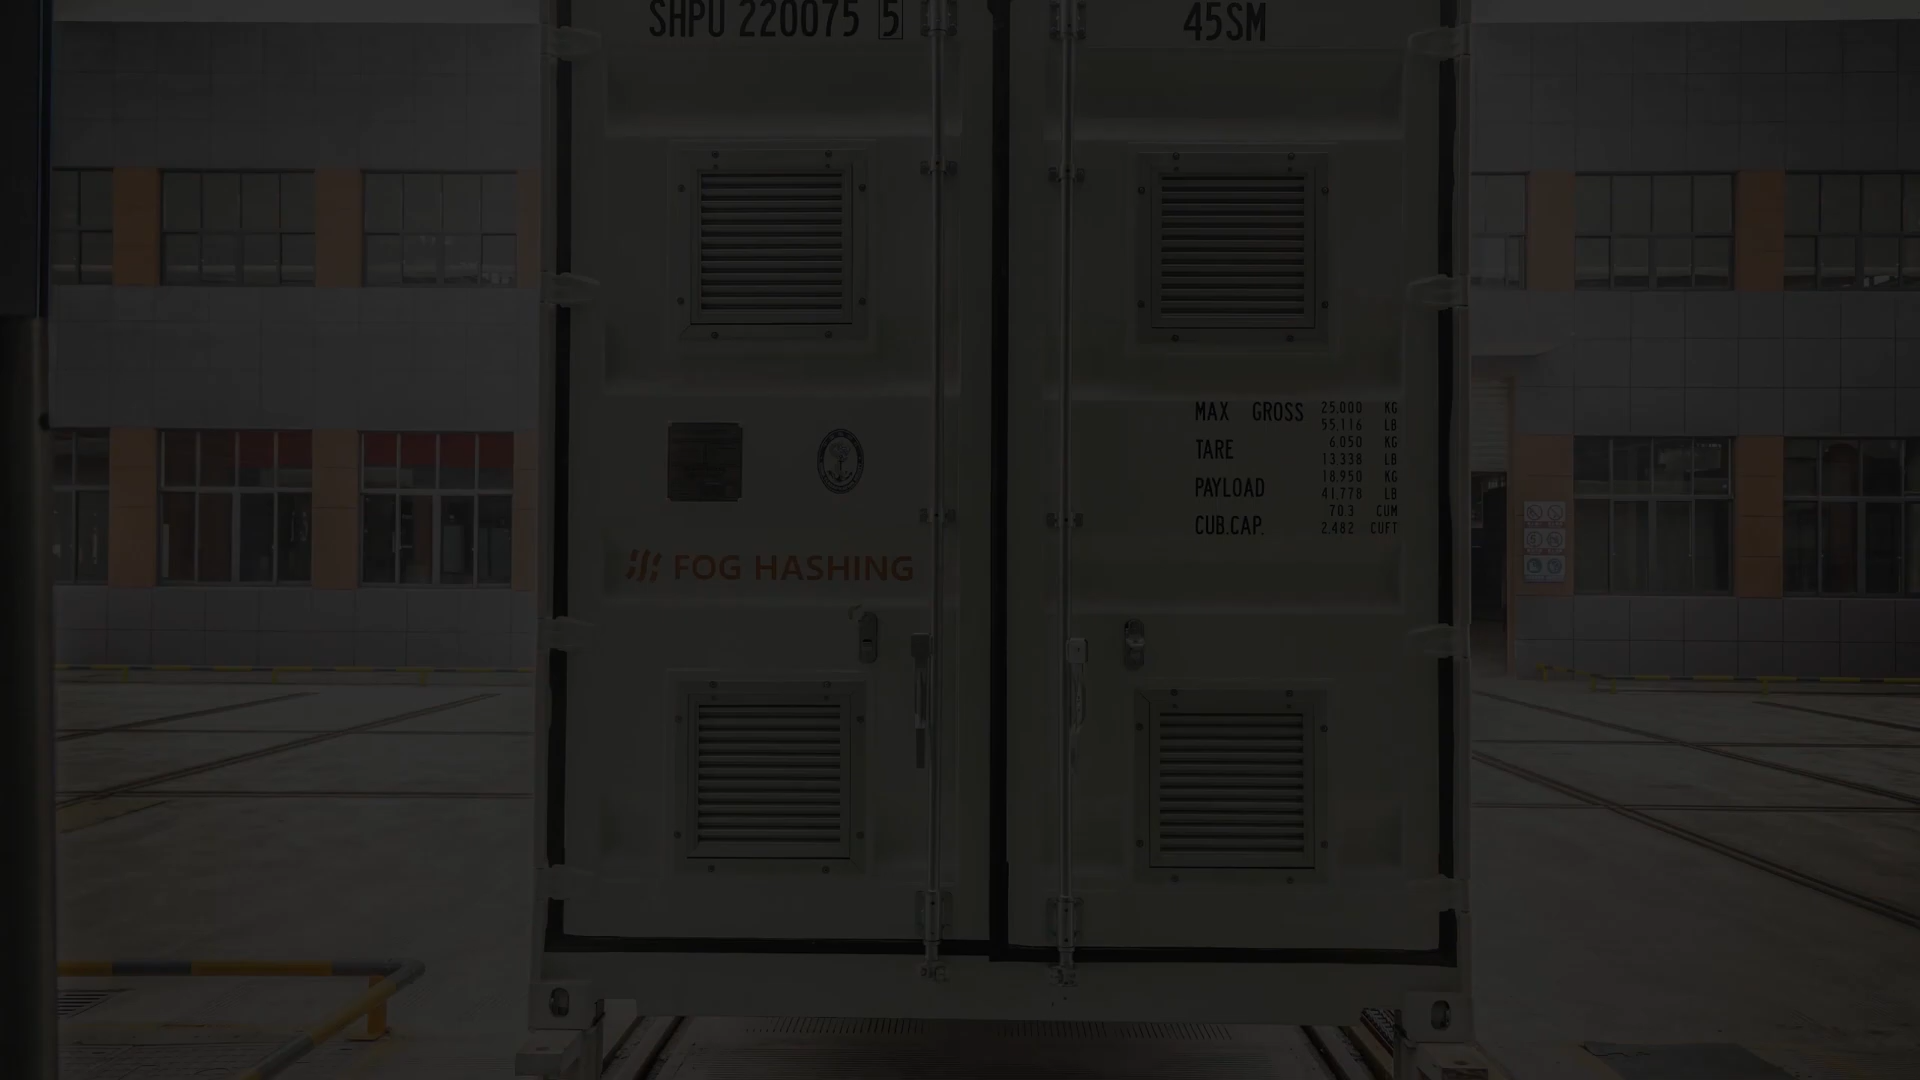 SHPU 220075 5
45SM
MAX GROSS 25.000 KG
55.116 LB
TARE 6.050 KG
13.338 LB
PAYLOAD 18.950 KG
41.778 LB
CUB.CAP. 70.3 CUM
2.482 CUFT
FOG HASHING